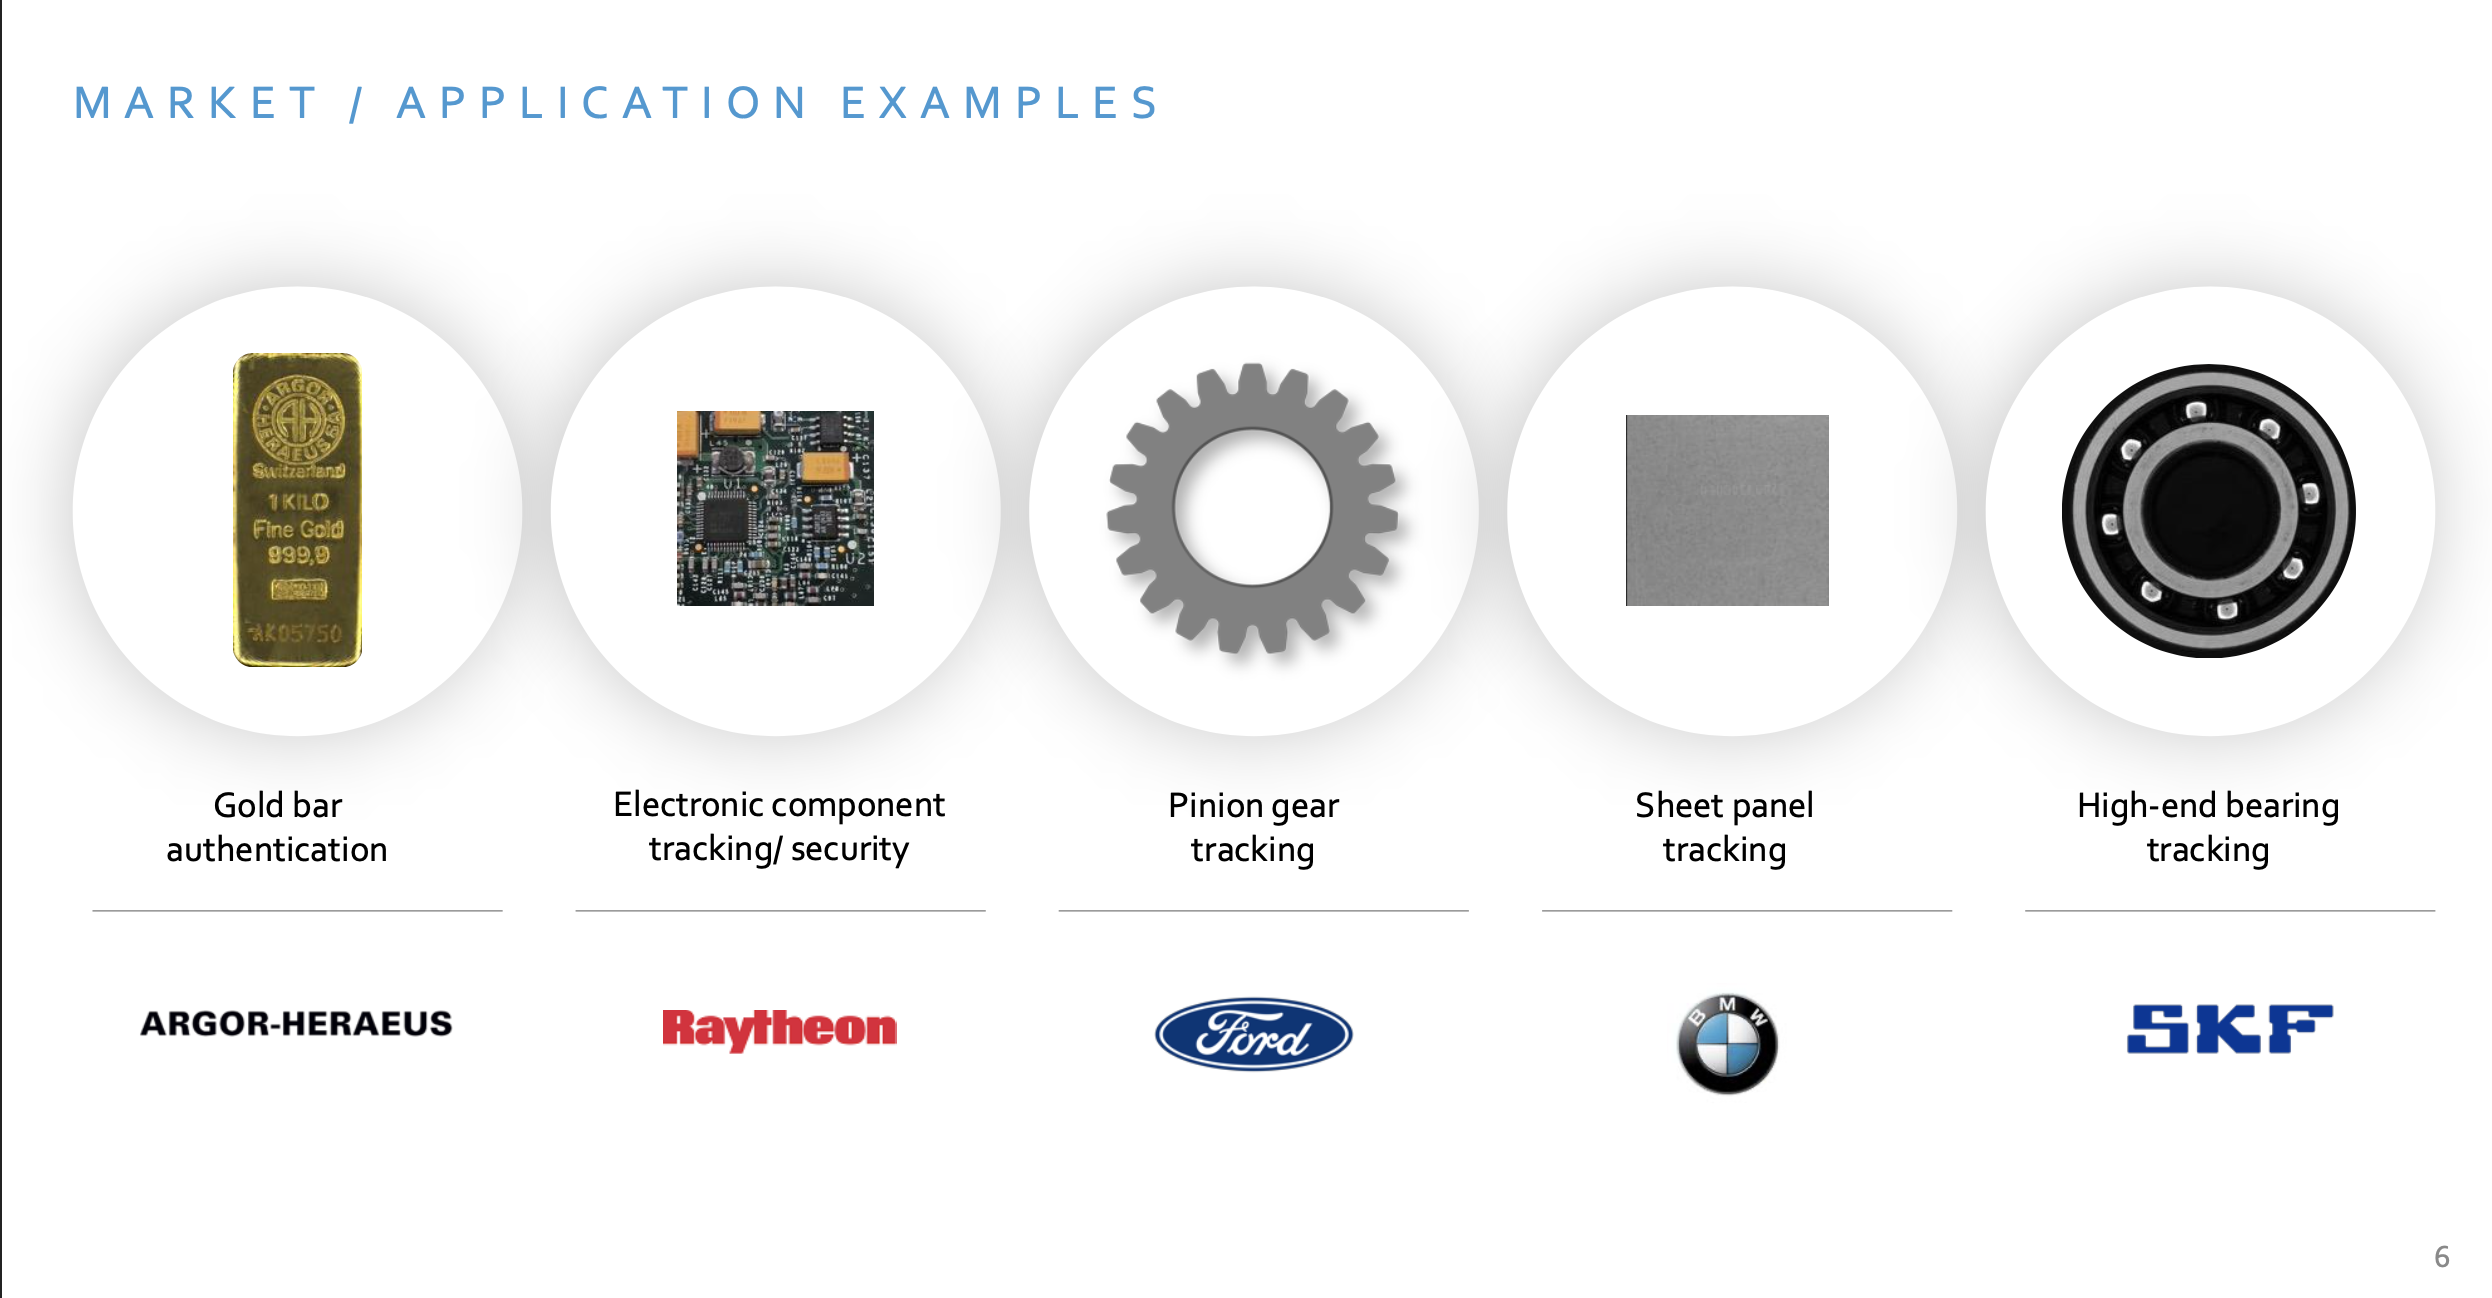 MARKET / APPLICATION EXAMPLES
ARGOR
HERAEUS SA
Switzerland
1 KILO
Fine Gold
999,9
AK05750
U1
U2
Gold bar
authentication
Electronic component
tracking/ security
Pinion gear
tracking
Sheet panel
tracking
High-end bearing
tracking
ARGOR-HERAEUS
Raytheon
Ford
BMW
SKF
6